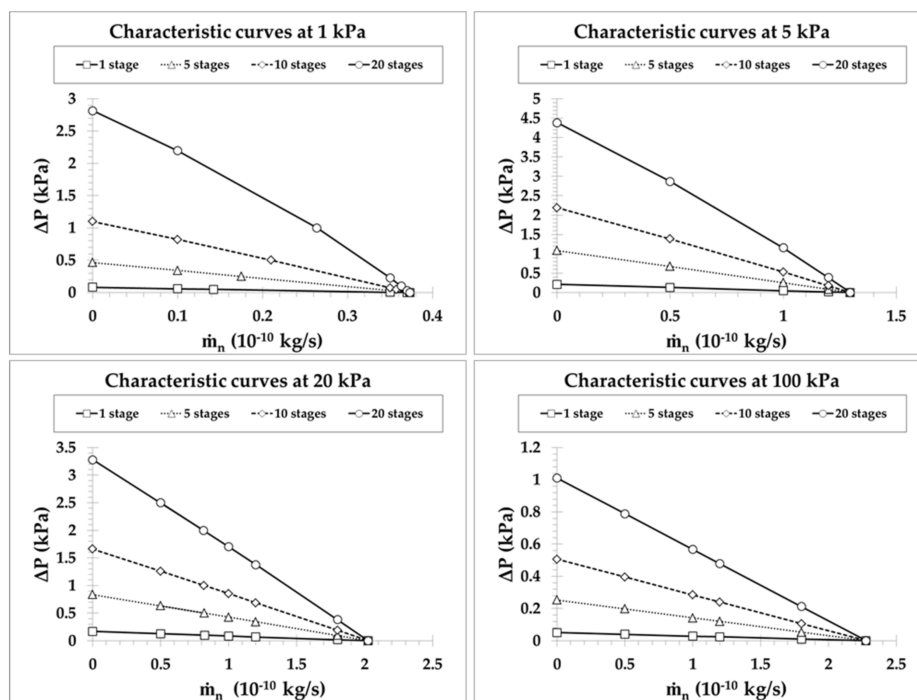 Characteristic curves at 1 kPa
1 stage 5 stages 10 stages 20 stages
3
2.5
2
1.5
1
0.5
0
ΔP (kPa)
0 0.1 0.2 0.3 0.4
ṁn (10-10 kg/s)
Characteristic curves at 5 kPa
1 stage 5 stages 10 stages 20 stages
5
4.5
4
3.5
3
2.5
2
1.5
1
0.5
0
ΔP (kPa)
0 0.5 1 1.5
ṁn (10-10 kg/s)
Characteristic curves at 20 kPa
1 stage 5 stages 10 stages 20 stages
3.5
3
2.5
2
1.5
1
0.5
0
ΔP (kPa)
0 0.5 1 1.5 2 2.5
ṁn (10-10 kg/s)
Characteristic curves at 100 kPa
1 stage 5 stages 10 stages 20 stages
1.2
1
0.8
0.6
0.4
0.2
0
ΔP (kPa)
0 0.5 1 1.5 2 2.5
ṁn (10-10 kg/s)